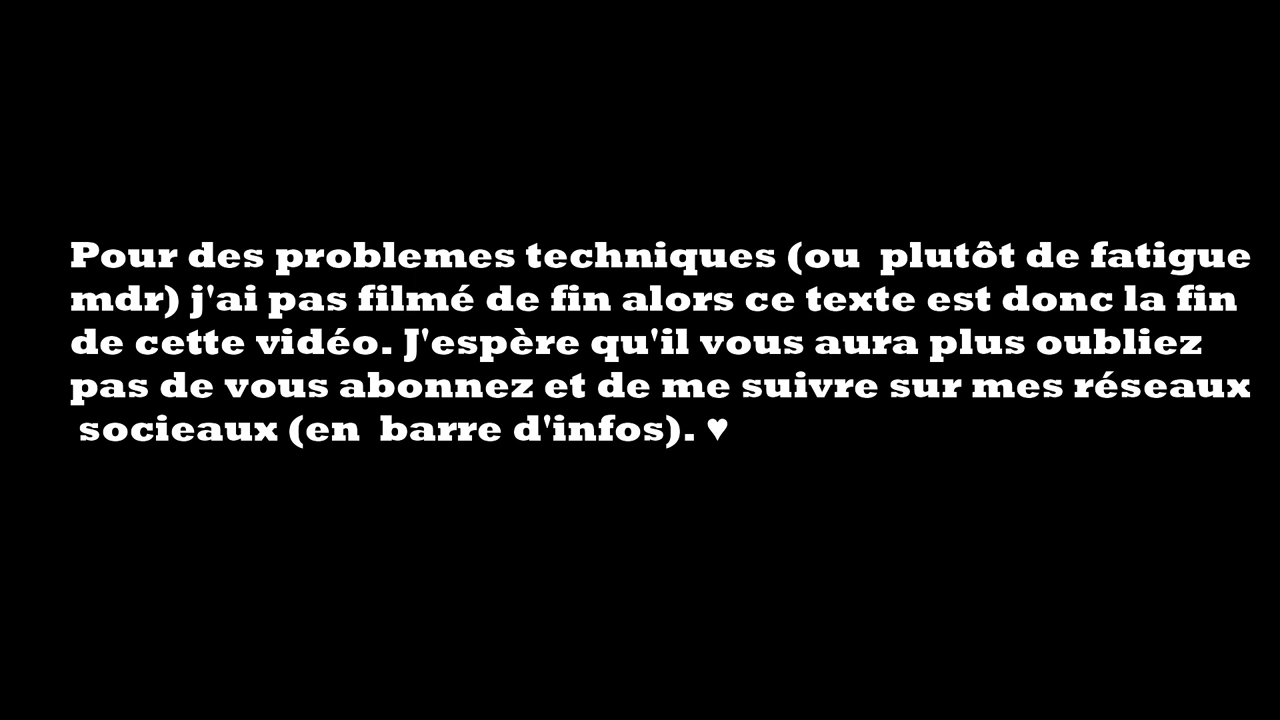 Pour des problemes techniques (ou plutôt de fatigue
mdr) j'ai pas filmé de fin alors ce texte est donc la fin
de cette vidéo. J'espère qu'il vous aura plus oubliez
pas de vous abonnez et de me suivre sur mes réseaux
socieaux (en barre d'infos). ♥